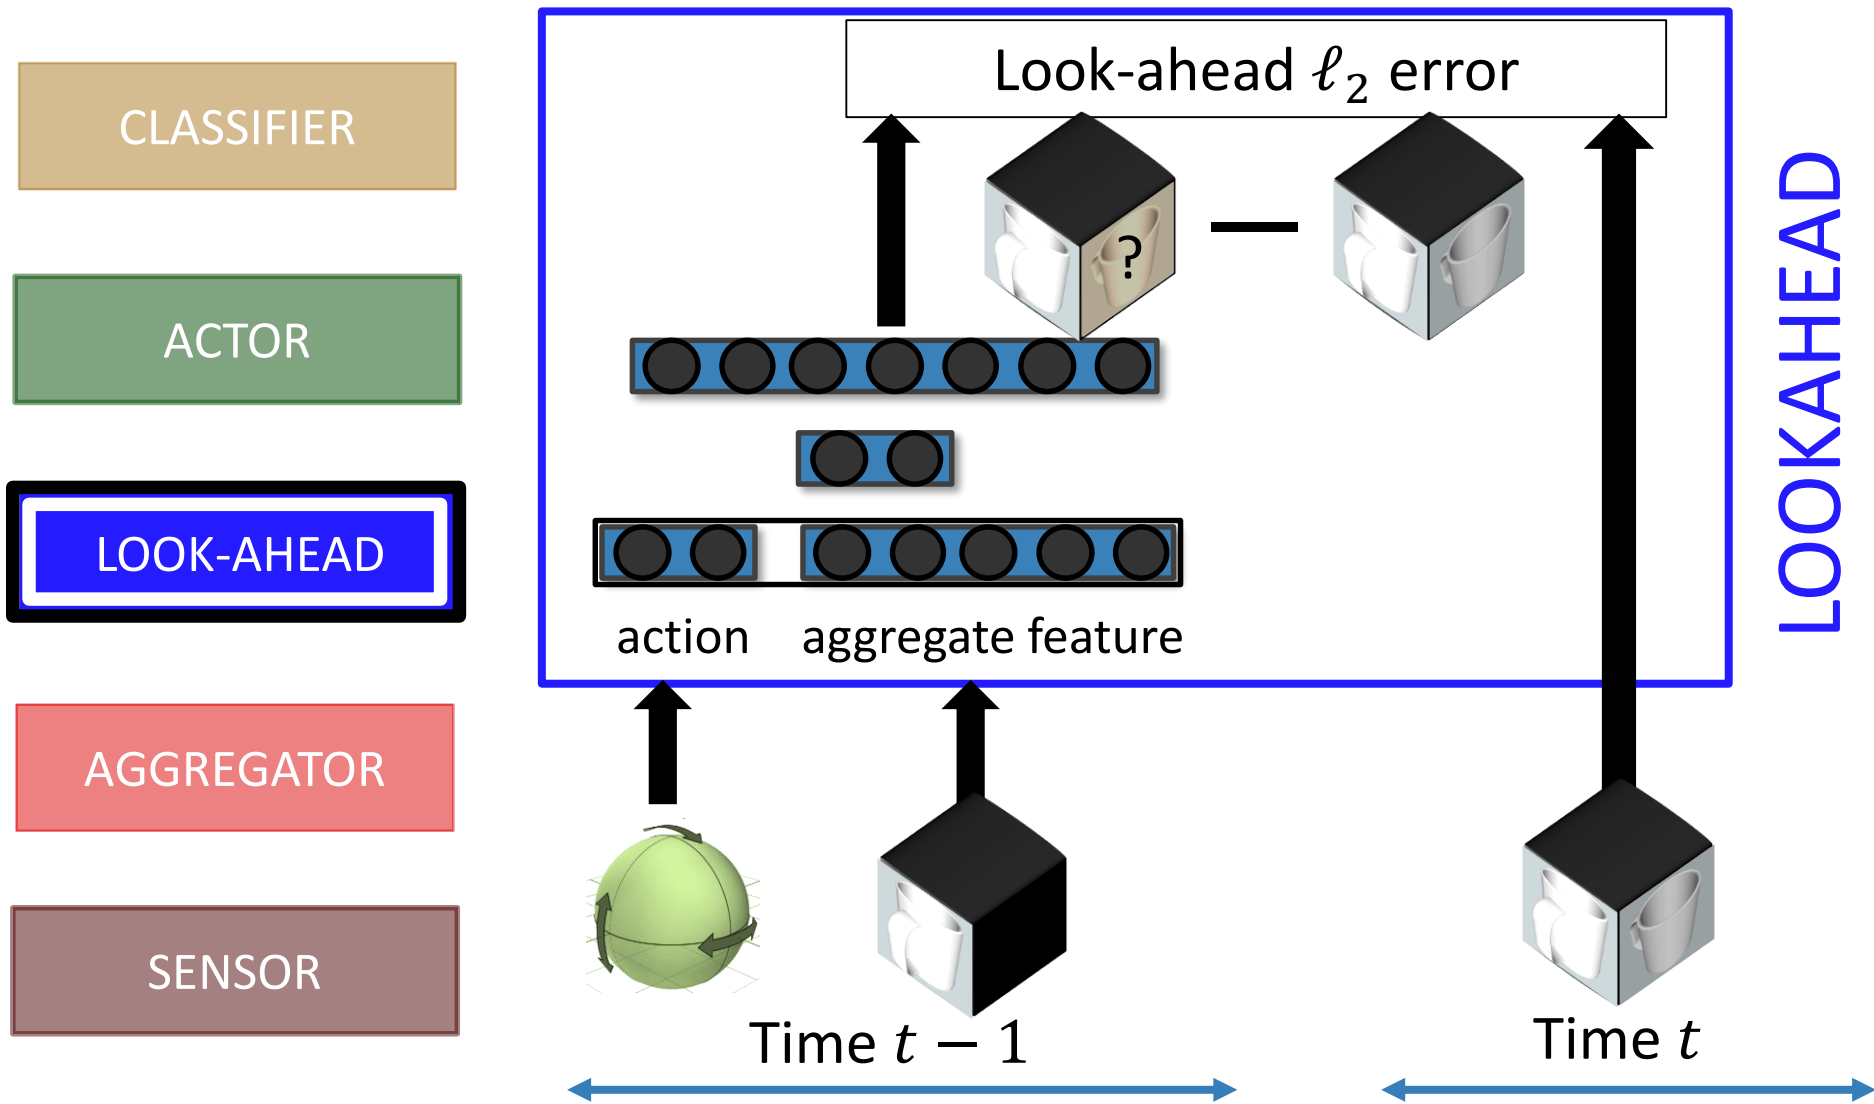 CLASSIFIER
ACTOR
LOOK-AHEAD
AGGREGATOR
SENSOR
Look-ahead ℓ₂ error
?
action
aggregate feature
Time t − 1
Time t
LOOKAHEAD